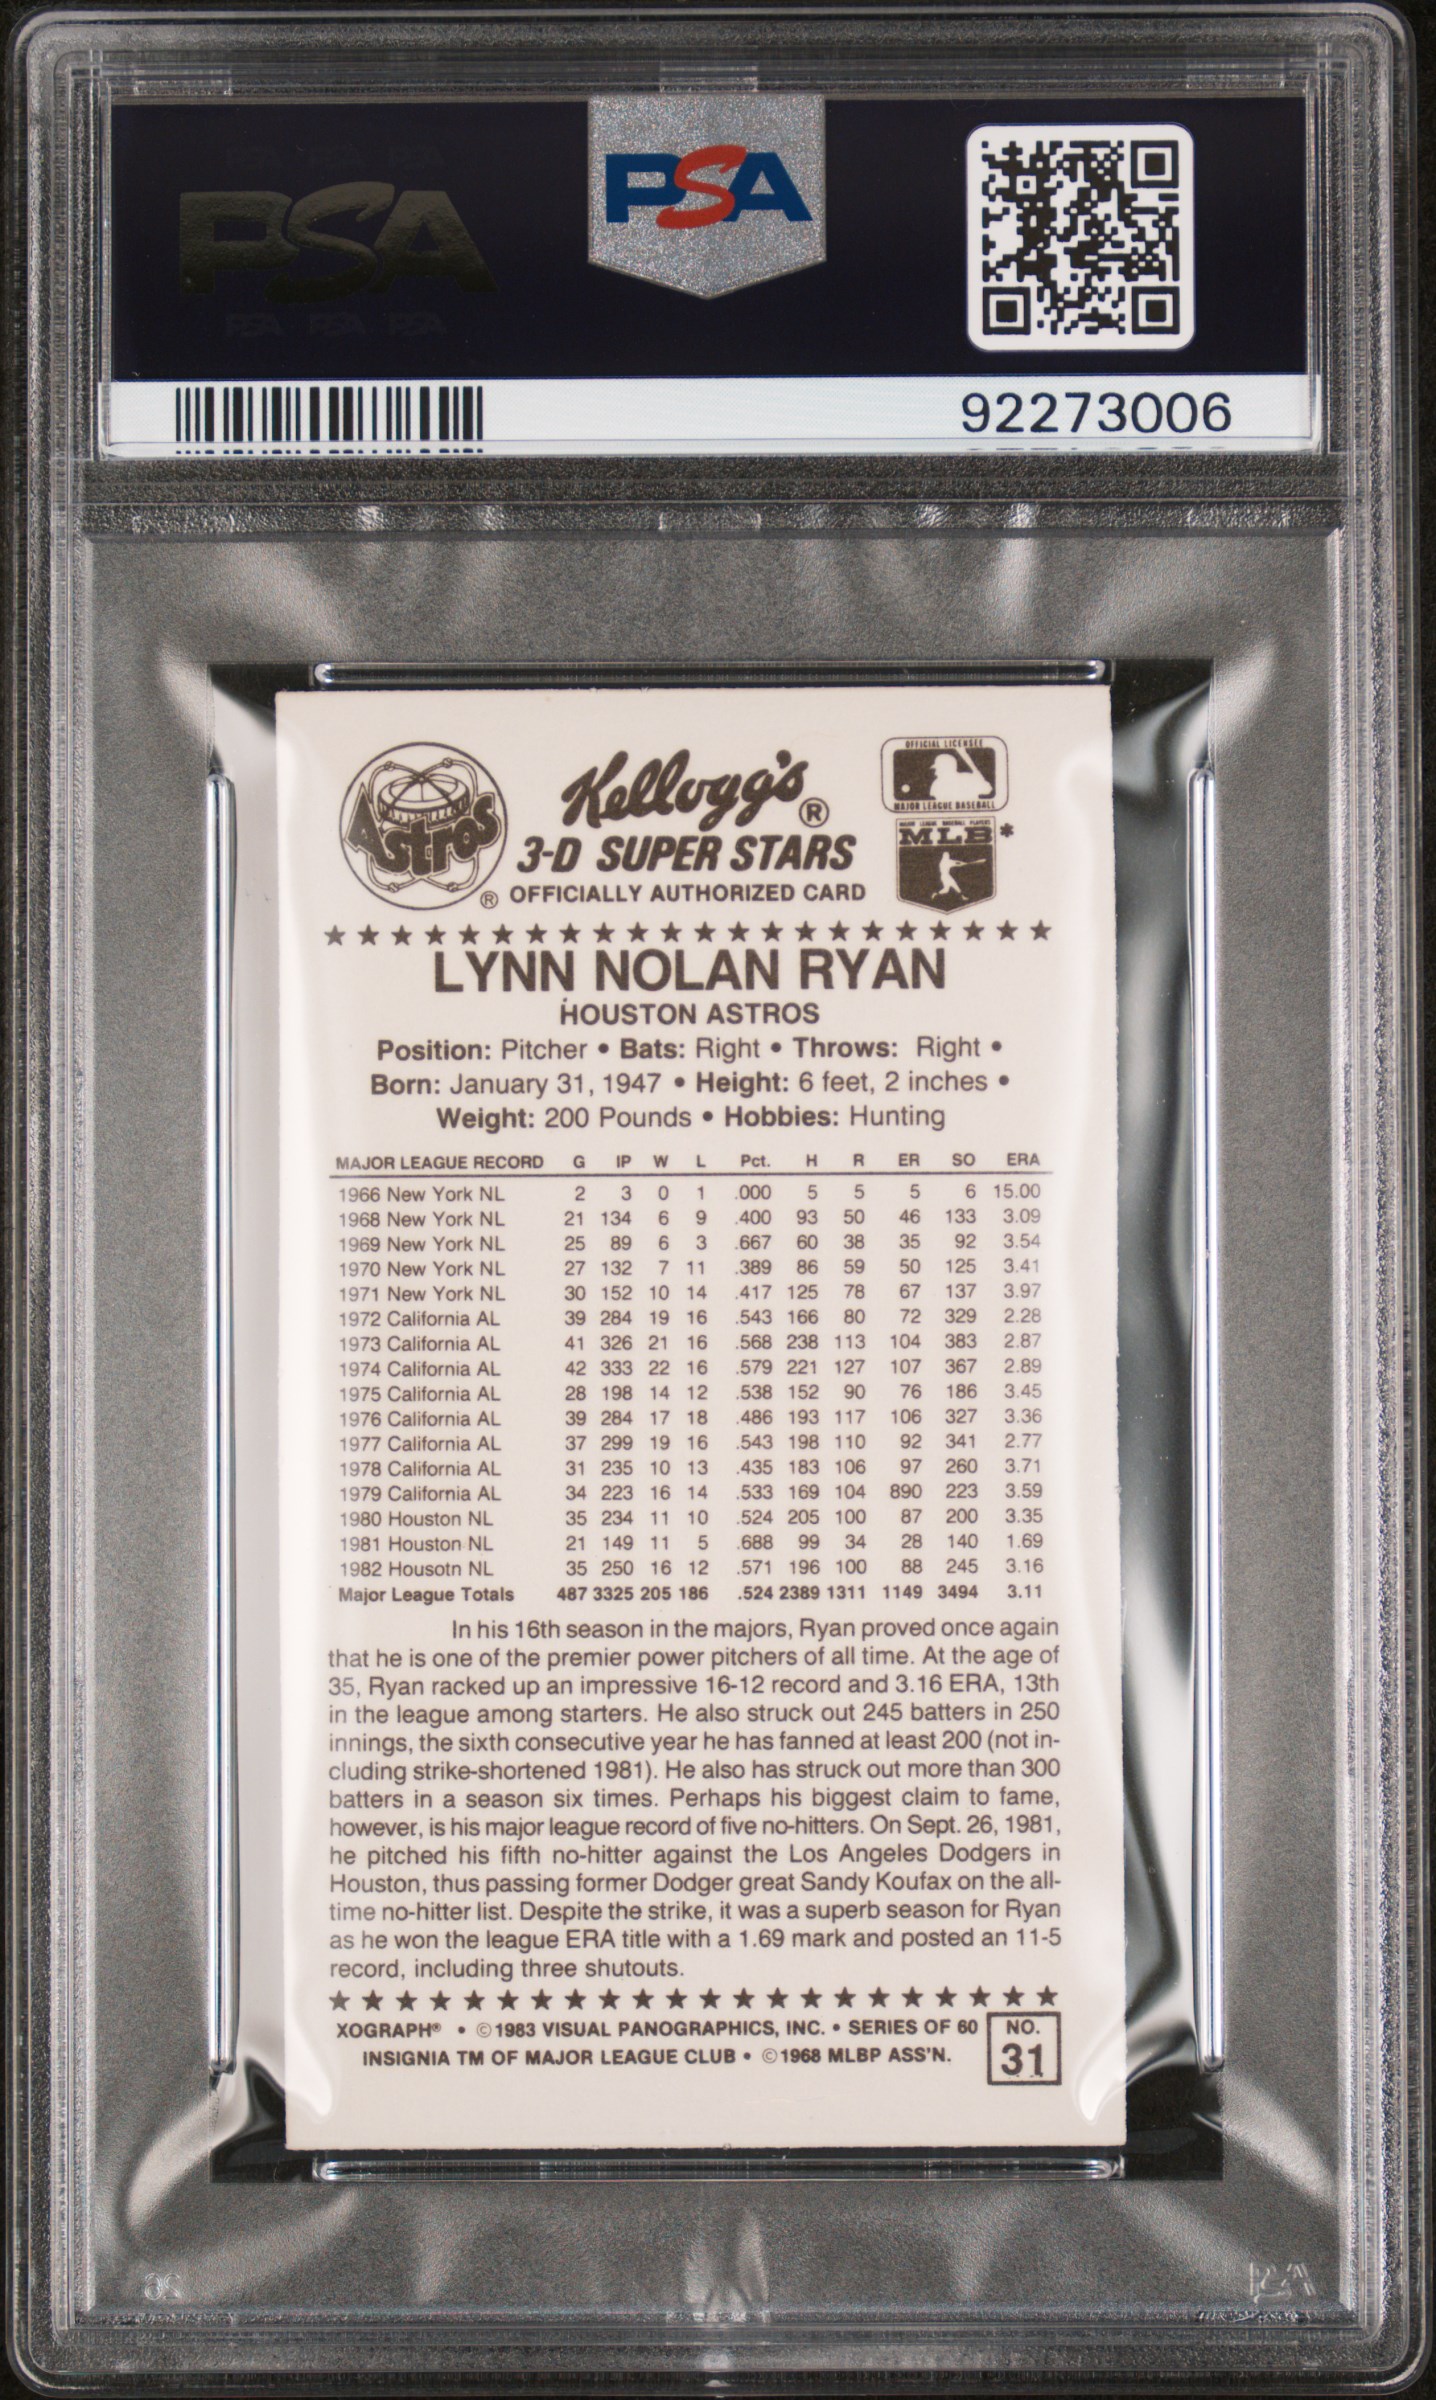 PSA
PSA
PSA PSA PSA
92273006
Astros ®
Kellogg's ®
3-D SUPER STARS
OFFICIALLY AUTHORIZED CARD
OFFICIAL LICENSEE
MAJOR LEAGUE BASEBALL
MAJOR LEAGUE BASEBALL PLAYERS
MLB *
★ ★ ★ ★ ★ ★ ★ ★ ★ ★ ★ ★ ★ ★ ★ ★ ★ ★ ★ ★ ★ ★
LYNN NOLAN RYAN
HOUSTON ASTROS
Position: Pitcher • Bats: Right • Throws: Right •
Born: January 31, 1947 • Height: 6 feet, 2 inches •
Weight: 200 Pounds • Hobbies: Hunting
MAJOR LEAGUE RECORD G IP W L Pct. H R ER SO ERA
1966 New York NL 2 3 0 1 .000 5 5 5 6 15.00
1968 New York NL 21 134 6 9 .400 93 50 46 133 3.09
1969 New York NL 25 89 6 3 .667 60 38 35 92 3.54
1970 New York NL 27 132 7 11 .389 86 59 50 125 3.41
1971 New York NL 30 152 10 14 .417 125 78 67 137 3.97
1972 California AL 39 284 19 16 .543 166 80 72 329 2.28
1973 California AL 41 326 21 16 .568 238 113 104 383 2.87
1974 California AL 42 333 22 16 .579 221 127 107 367 2.89
1975 California AL 28 198 14 12 .538 152 90 76 186 3.45
1976 California AL 39 284 17 18 .486 193 117 106 327 3.36
1977 California AL 37 299 19 16 .543 198 110 92 341 2.77
1978 California AL 31 235 10 13 .435 183 106 97 260 3.71
1979 California AL 34 223 16 14 .533 169 104 890 223 3.59
1980 Houston NL 35 234 11 10 .524 205 100 87 200 3.35
1981 Houston NL 21 149 11 5 .688 99 34 28 140 1.69
1982 Housotn NL 35 250 16 12 .571 196 100 88 245 3.16
Major League Totals 487 3325 205 186 .524 2389 1311 1149 3494 3.11
In his 16th season in the majors, Ryan proved once again
that he is one of the premier power pitchers of all time. At the age of
35, Ryan racked up an impressive 16-12 record and 3.16 ERA, 13th
in the league among starters. He also struck out 245 batters in 250
innings, the sixth consecutive year he has fanned at least 200 (not in-
cluding strike-shortened 1981). He also has struck out more than 300
batters in a season six times. Perhaps his biggest claim to fame,
however, is his major league record of five no-hitters. On Sept. 26, 1981,
he pitched his fifth no-hitter against the Los Angeles Dodgers in
Houston, thus passing former Dodger great Sandy Koufax on the all-
time no-hitter list. Despite the strike, it was a superb season for Ryan
as he won the league ERA title with a 1.69 mark and posted an 11-5
record, including three shutouts.
★ ★ ★ ★ ★ ★ ★ ★ ★ ★ ★ ★ ★ ★ ★ ★ ★ ★ ★ ★ ★ ★
XOGRAPH® • ©1983 VISUAL PANOGRAPHICS, INC. • SERIES OF 60
INSIGNIA TM OF MAJOR LEAGUE CLUB • ©1968 MLBP ASS'N.
NO.
31